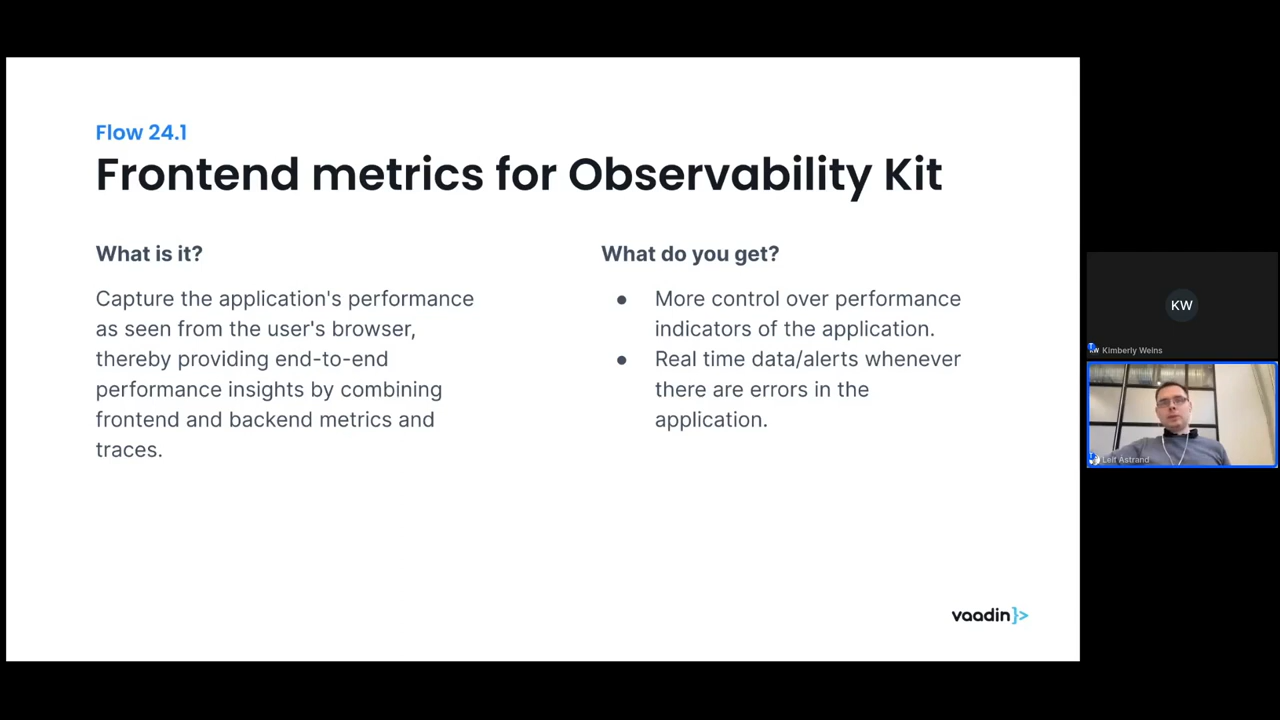 Flow 24.1
Frontend metrics for Observability Kit
What is it?
Capture the application's performance
as seen from the user's browser,
thereby providing end-to-end
performance insights by combining
frontend and backend metrics and
traces.
What do you get?
● More control over performance
indicators of the application.
● Real time data/alerts whenever
there are errors in the
application.
vaadin}>
KW
Kimberly Weins
Leif Astrand